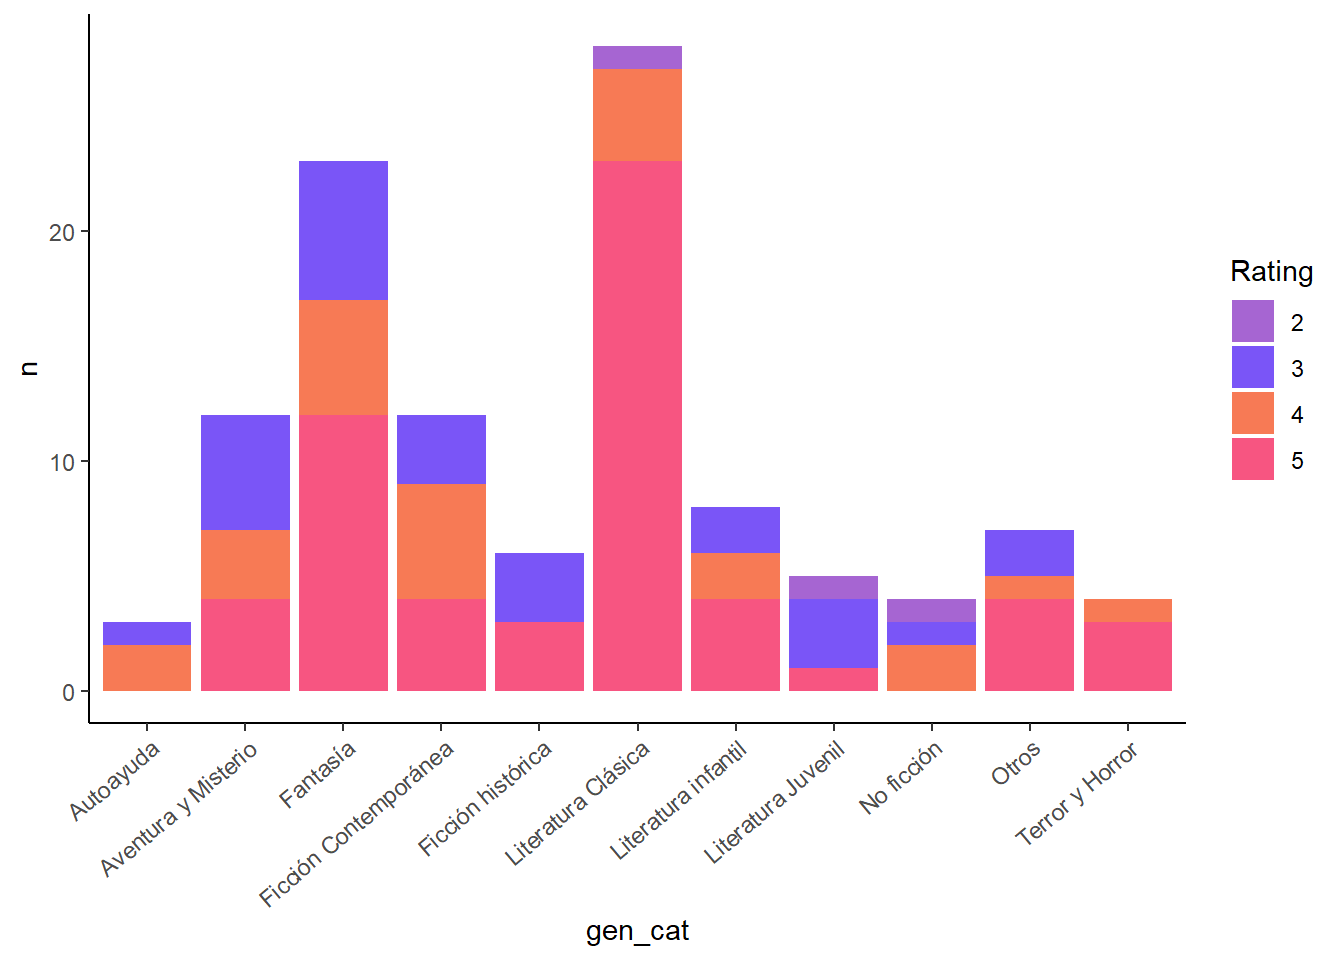 n
20
10
0
Autoayuda
Aventura y Misterio
Fantasía
Ficción Contemporánea
Ficción histórica
Literatura Clásica
Literatura infantil
Literatura Juvenil
No ficción
Otros
Terror y Horror
gen_cat
Rating
2
3
4
5